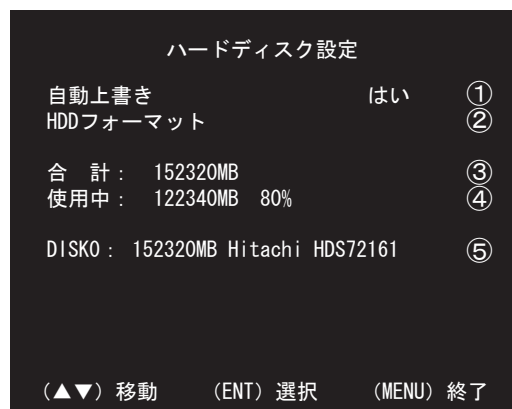 ハードディスク設定
自動上書き はい ①
HDDフォーマット ②
合 計： 152320MB ③
使用中： 122340MB 80% ④
DISK0： 152320MB Hitachi HDS72161 ⑤
(▲▼) 移動 (ENT) 選択 (MENU) 終了